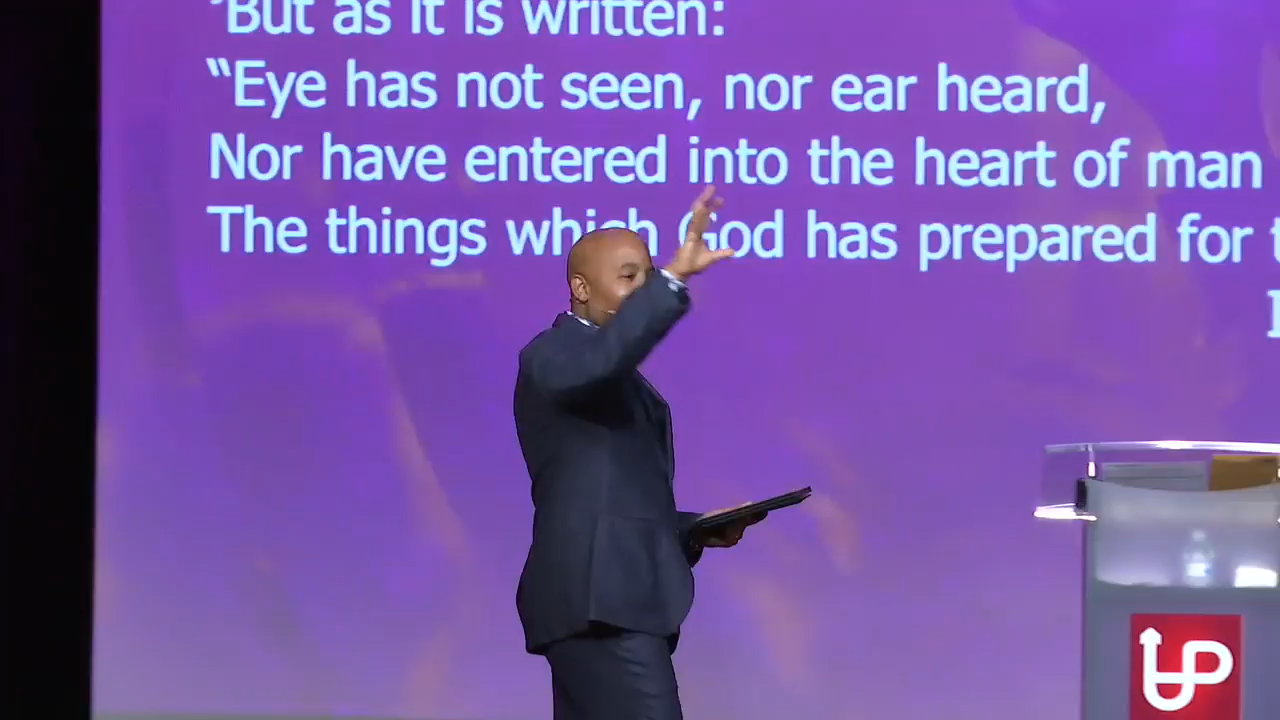 "But as it is written:
“Eye has not seen, nor ear heard,
Nor have entered into the heart of man
The things which God has prepared for
UP